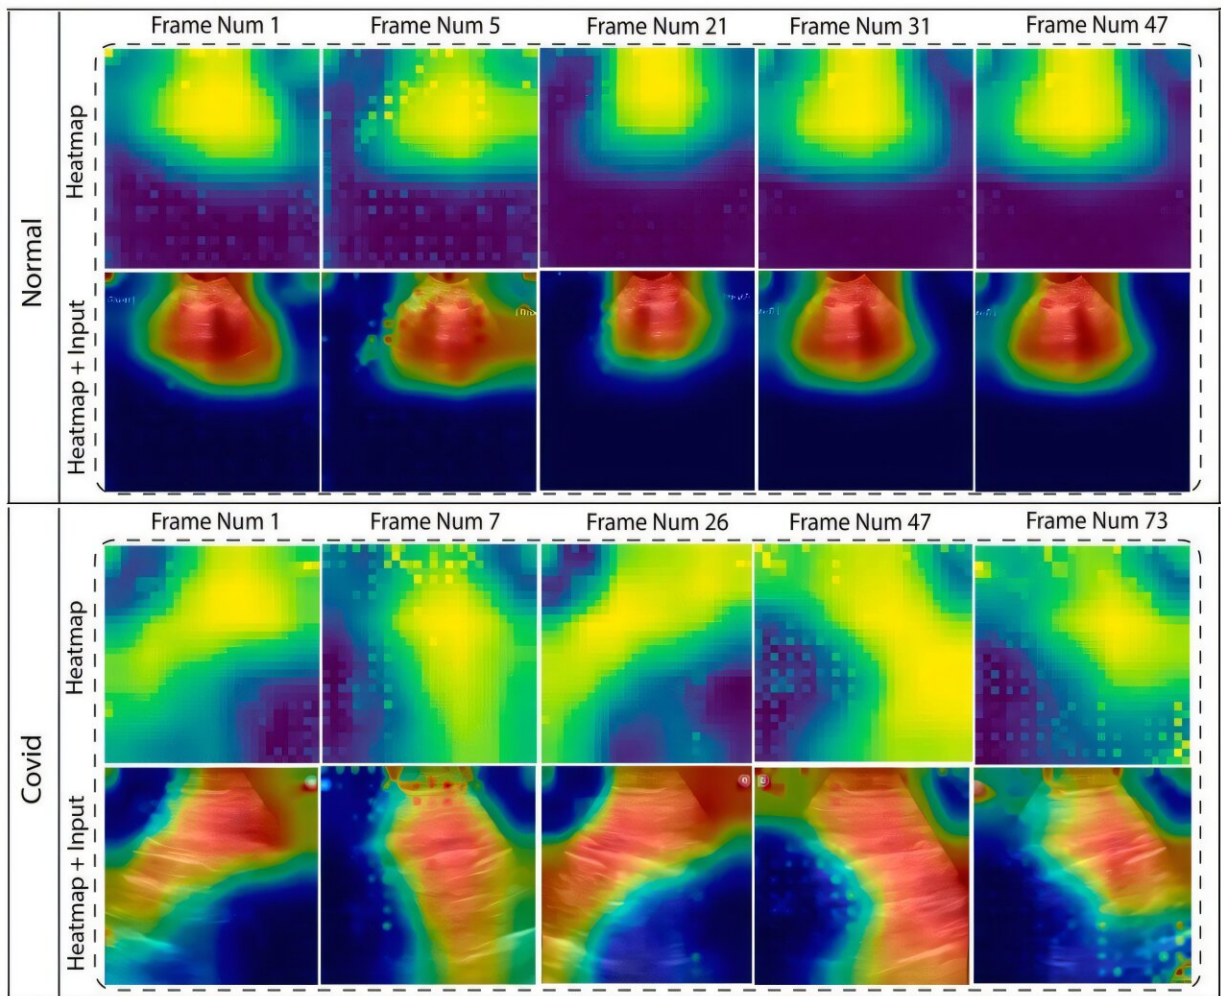 Frame Num 1 Frame Num 5 Frame Num 21 Frame Num 31 Frame Num 47
Normal
Heatmap
Heatmap + Input
Frame Num 1 Frame Num 7 Frame Num 26 Frame Num 47 Frame Num 73
Covid
Heatmap
Heatmap + Input